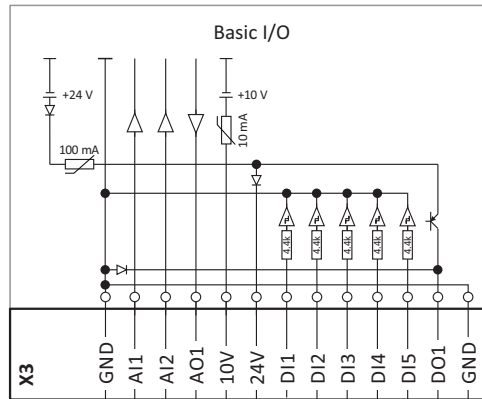 Basic I/O
+24 V
+10 V
10 mA
100 mA
4.4k
4.4k
4.4k
4.4k
4.4k
X3
GND
AI1
AI2
AO1
10V
24V
DI1
DI2
DI3
DI4
DI5
DO1
GND